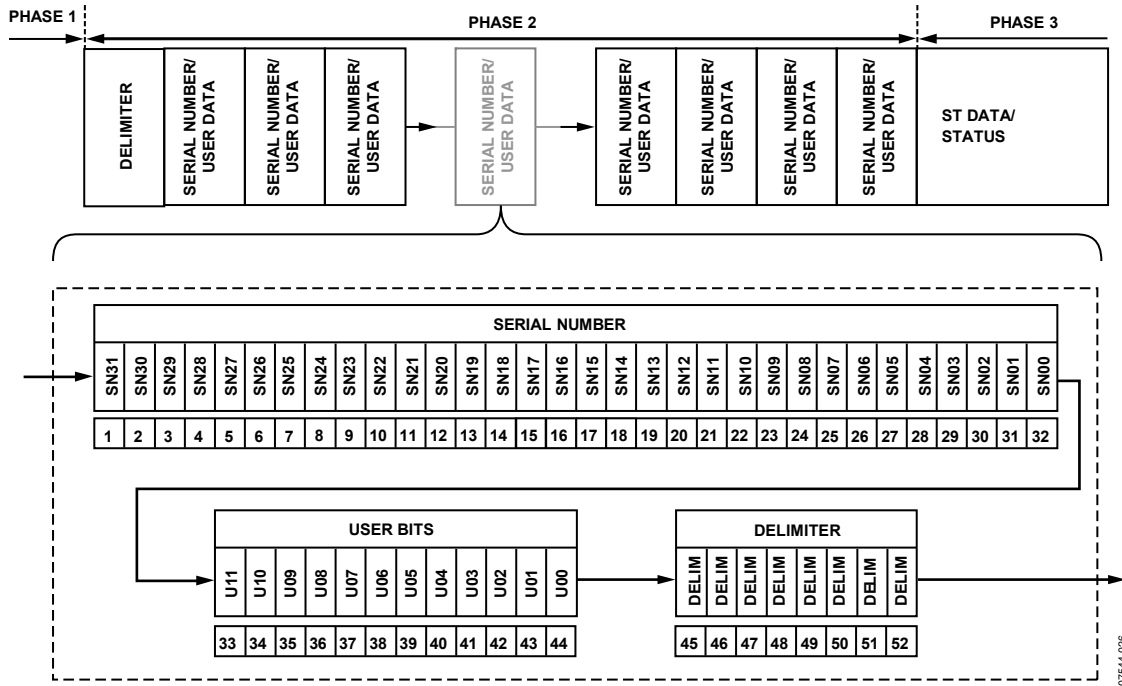 PHASE 1
PHASE 2
PHASE 3
DELIMITER
SERIAL NUMBER/
USER DATA
SERIAL NUMBER/
USER DATA
SERIAL NUMBER/
USER DATA
SERIAL NUMBER/
USER DATA
SERIAL NUMBER/
USER DATA
SERIAL NUMBER/
USER DATA
SERIAL NUMBER/
USER DATA
SERIAL NUMBER/
USER DATA
ST DATA/
STATUS
SERIAL NUMBER
SN31 SN30 SN29 SN28 SN27 SN26 SN25 SN24 SN23 SN22 SN21 SN20 SN19 SN18 SN17 SN16 SN15 SN14 SN13 SN12 SN11 SN10 SN09 SN08 SN07 SN06 SN05 SN04 SN03 SN02 SN01 SN00
1 2 3 4 5 6 7 8 9 10 11 12 13 14 15 16 17 18 19 20 21 22 23 24 25 26 27 28 29 30 31 32
USER BITS
U11 U10 U09 U08 U07 U06 U05 U04 U03 U02 U01 U00
33 34 35 36 37 38 39 40 41 42 43 44
DELIMITER
DELIM DELIM DELIM DELIM DELIM DELIM DELIM DELIM
45 46 47 48 49 50 51 52